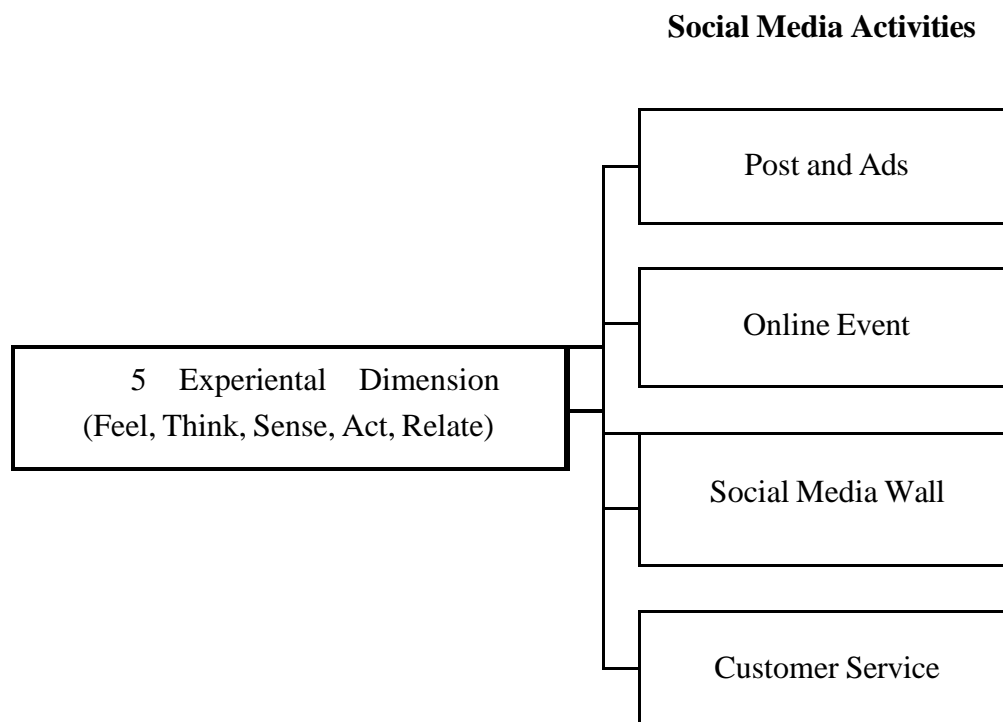 Social Media Activities
Post and Ads
Online Event
5 Experiental Dimension
(Feel, Think, Sense, Act, Relate)
Social Media Wall
Customer Service